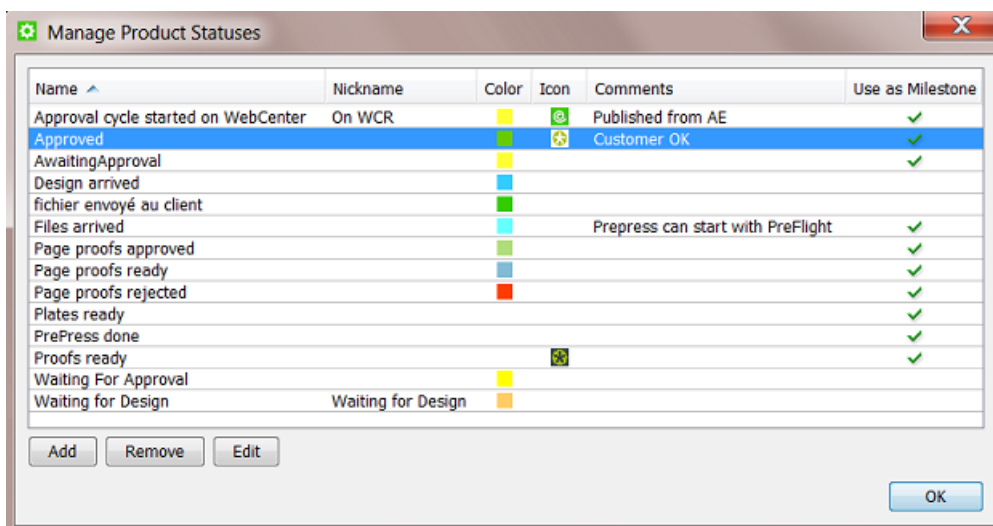 Manage Product Statuses
Name Nickname Color Icon Comments Use as Milestone
Approval cycle started on WebCenter On WCR Published from AE
Approved Customer OK
AwaitingApproval
Design arrived
fichier envoyé au client
Files arrived Prepress can start with PreFlight
Page proofs approved
Page proofs ready
Page proofs rejected
Plates ready
PrePress done
Proofs ready
Waiting For Approval
Waiting for Design Waiting for Design
Add Remove Edit
OK